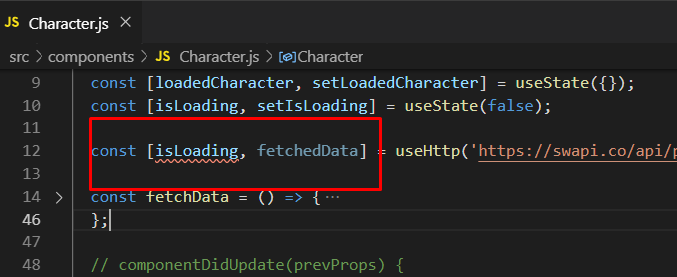 JS Character.js ×
src > components > JS Character.js > Character
9 const [loadedCharacter, setLoadedCharacter] = useState({});
10 const [isLoading, setIsLoading] = useState(false);
11
12 const [isLoading, fetchedData] = useHttp('https://swapi.co/api/p
13
14 > const fetchData = () => { ...
46 };
47
48 // componentDidUpdate(prevProps) {